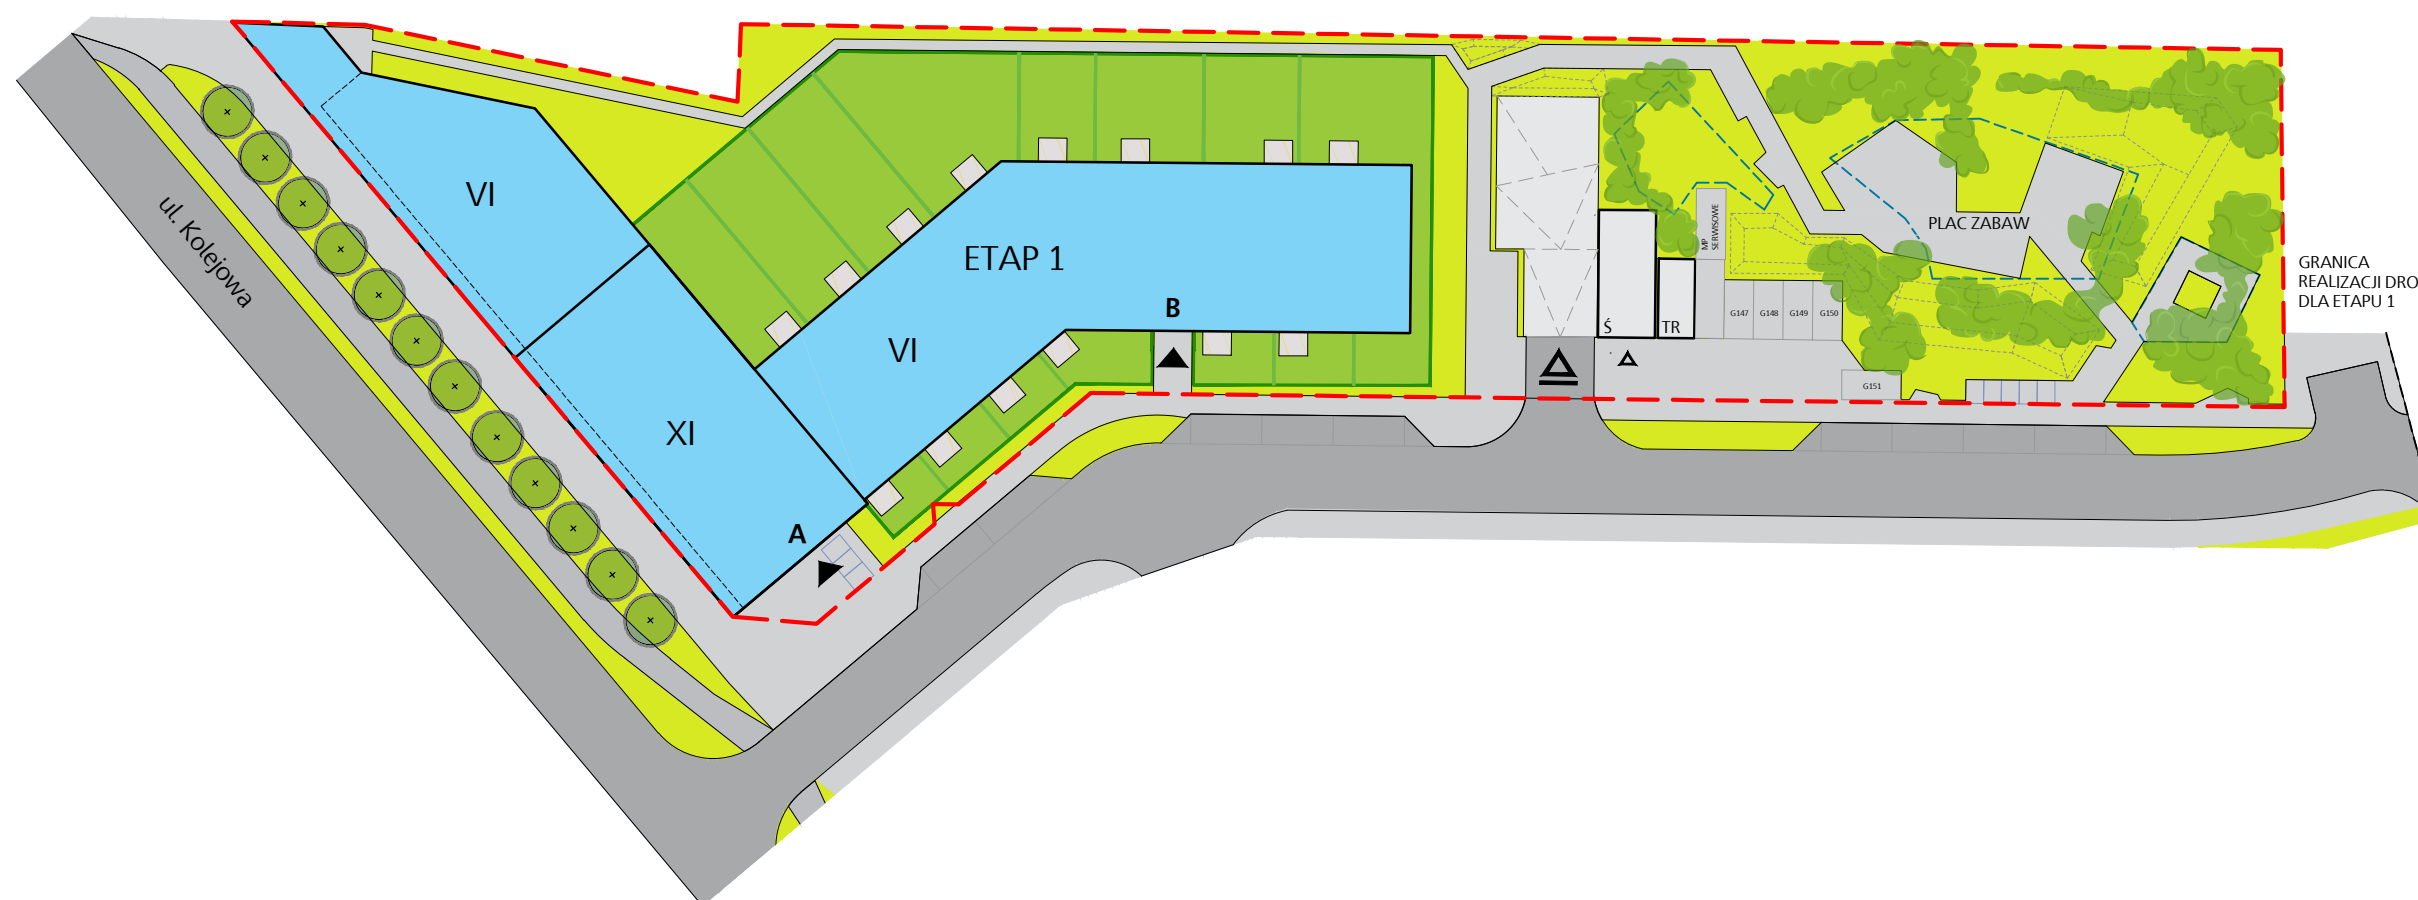 VI
ul. Kolejowa
ETAP 1
B
VI
XI
A
MP
SERWISOWE
PLAC ZABAW
GRANICA
REALIZACJI DRO
DLA ETAPU 1
G147
G148
G149
G150
Ś
TR
G151